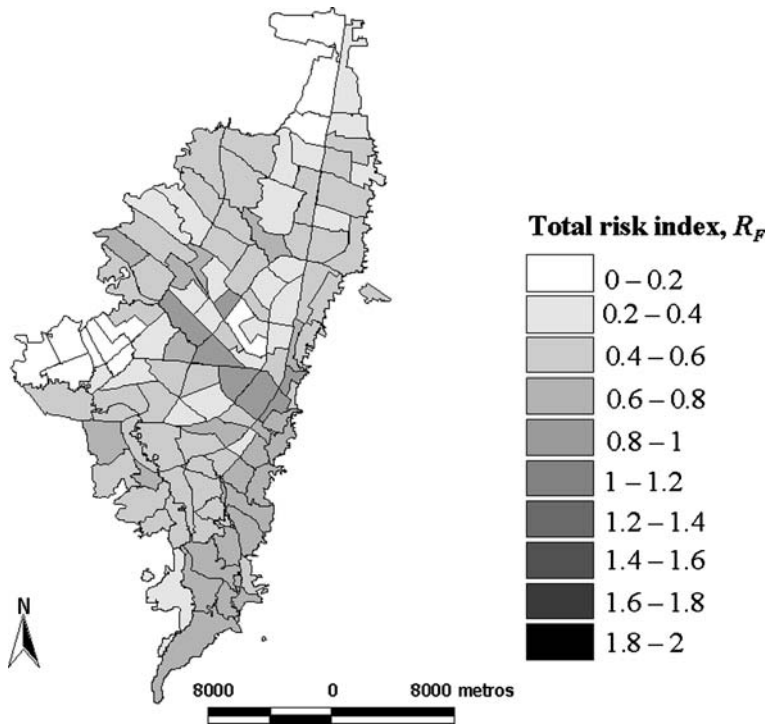 Total risk index, R_F
0 – 0.2
0.2 – 0.4
0.4 – 0.6
0.6 – 0.8
0.8 – 1
1 – 1.2
1.2 – 1.4
1.4 – 1.6
1.6 – 1.8
1.8 – 2
N
8000 0 8000 metros